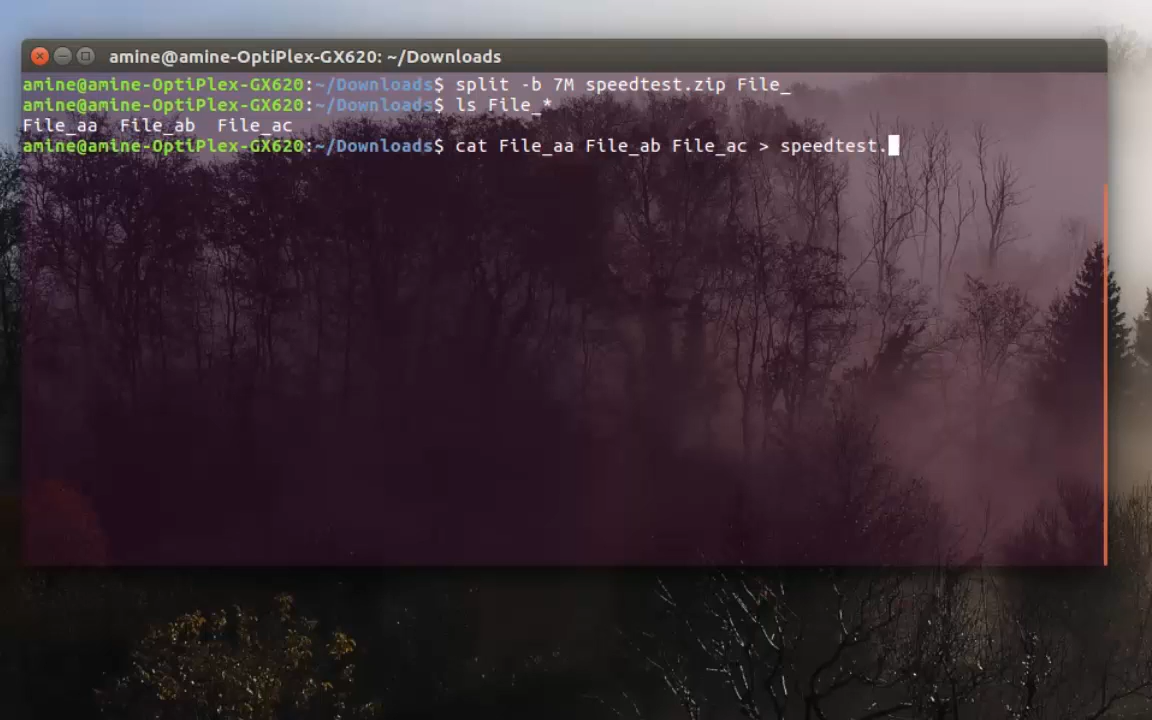 amine@amine-OptiPlex-GX620: ~/Downloads
amine@amine-OptiPlex-GX620:~/Downloads$ split -b 7M speedtest.zip File_
amine@amine-OptiPlex-GX620:~/Downloads$ ls File_*
File_aa  File_ab  File_ac
amine@amine-OptiPlex-GX620:~/Downloads$ cat File_aa File_ab File_ac > speedtest.